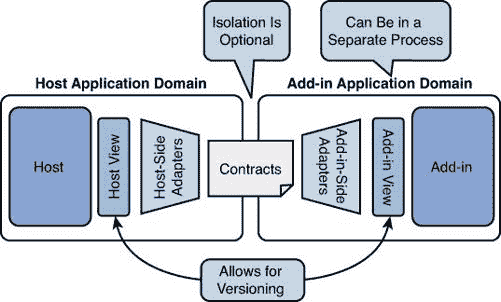 Isolation Is
Optional
Can Be in a
Separate Process
Host Application Domain
Add-in Application Domain
Host
Host View
Host-Side
Adapters
Contracts
Add-in-Side
Adapters
Add-in View
Add-in
Allows for
Versioning